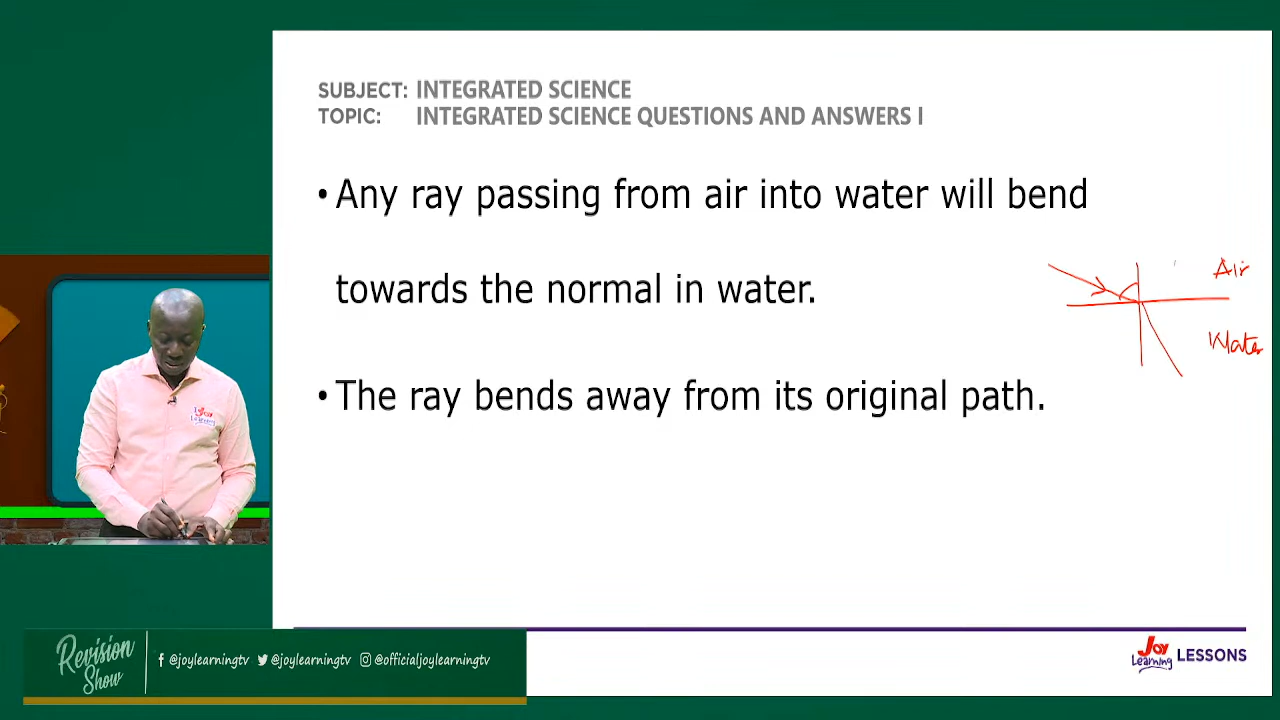 SUBJECT: INTEGRATED SCIENCE
TOPIC: INTEGRATED SCIENCE QUESTIONS AND ANSWERS I
• Any ray passing from air into water will bend
towards the normal in water.
• The ray bends away from its original path.
Air
Water
Joy
Learning
Revision
Show
@joylearningtv @joylearningtv @officialjoylearningtv
Joy
Learning LESSONS